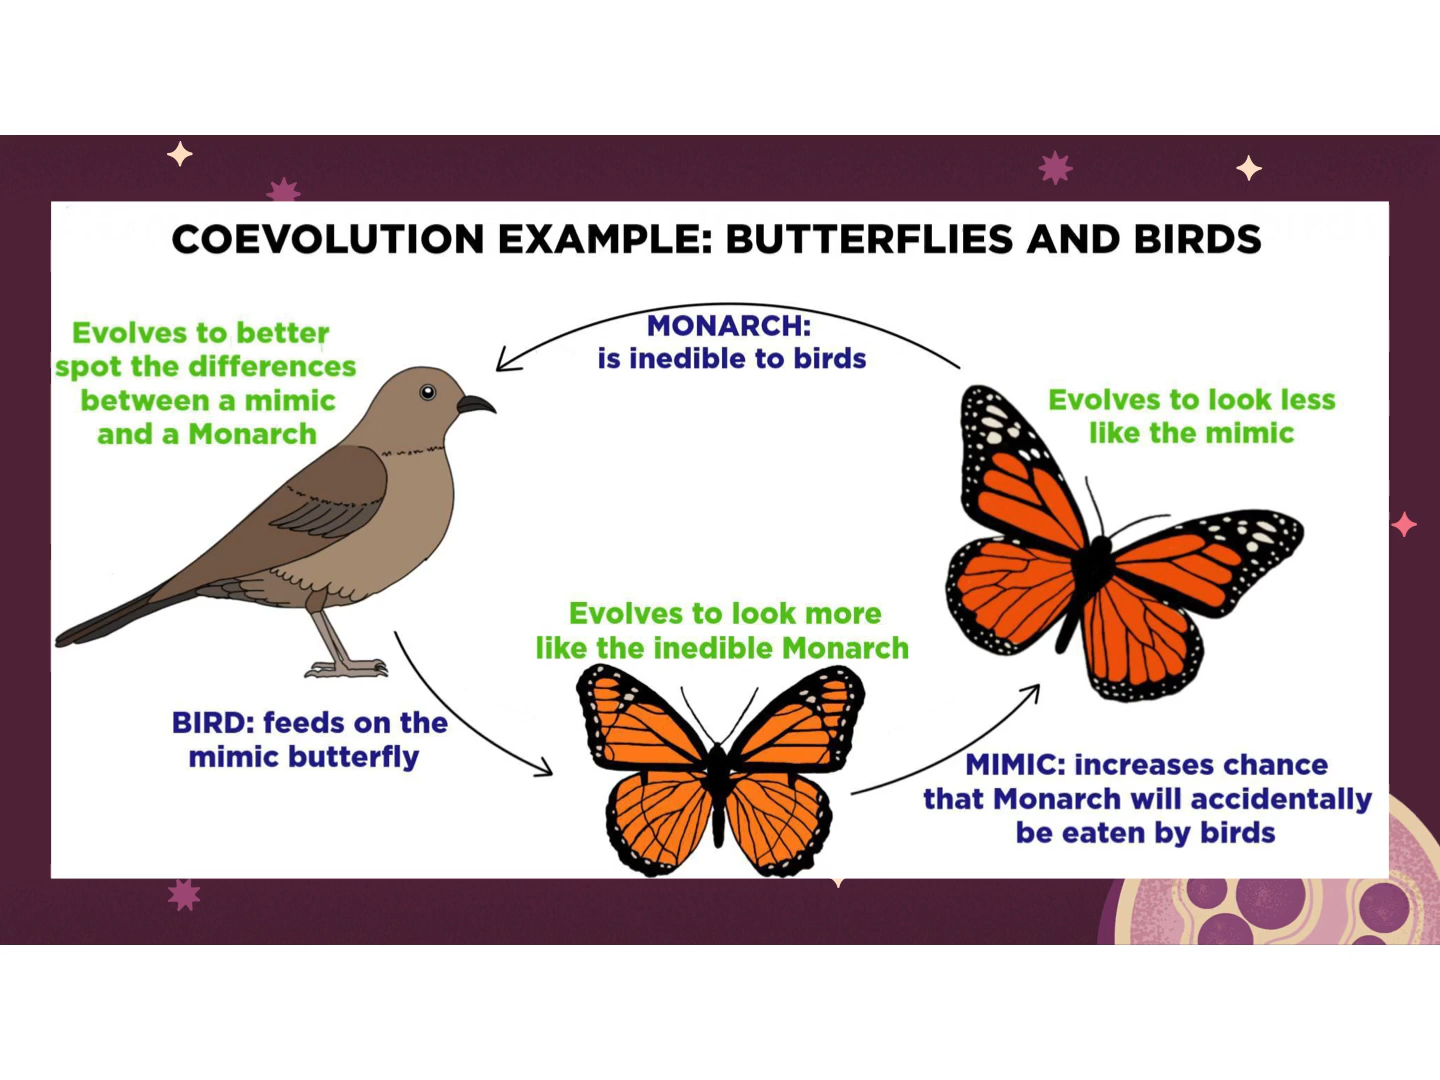 COEVOLUTION EXAMPLE: BUTTERFLIES AND BIRDS
Evolves to better
spot the differences
between a mimic
and a Monarch
MONARCH:
is inedible to birds
Evolves to look less
like the mimic
Evolves to look more
like the inedible Monarch
BIRD: feeds on the
mimic butterfly
MIMIC: increases chance
that Monarch will accidentally
be eaten by birds